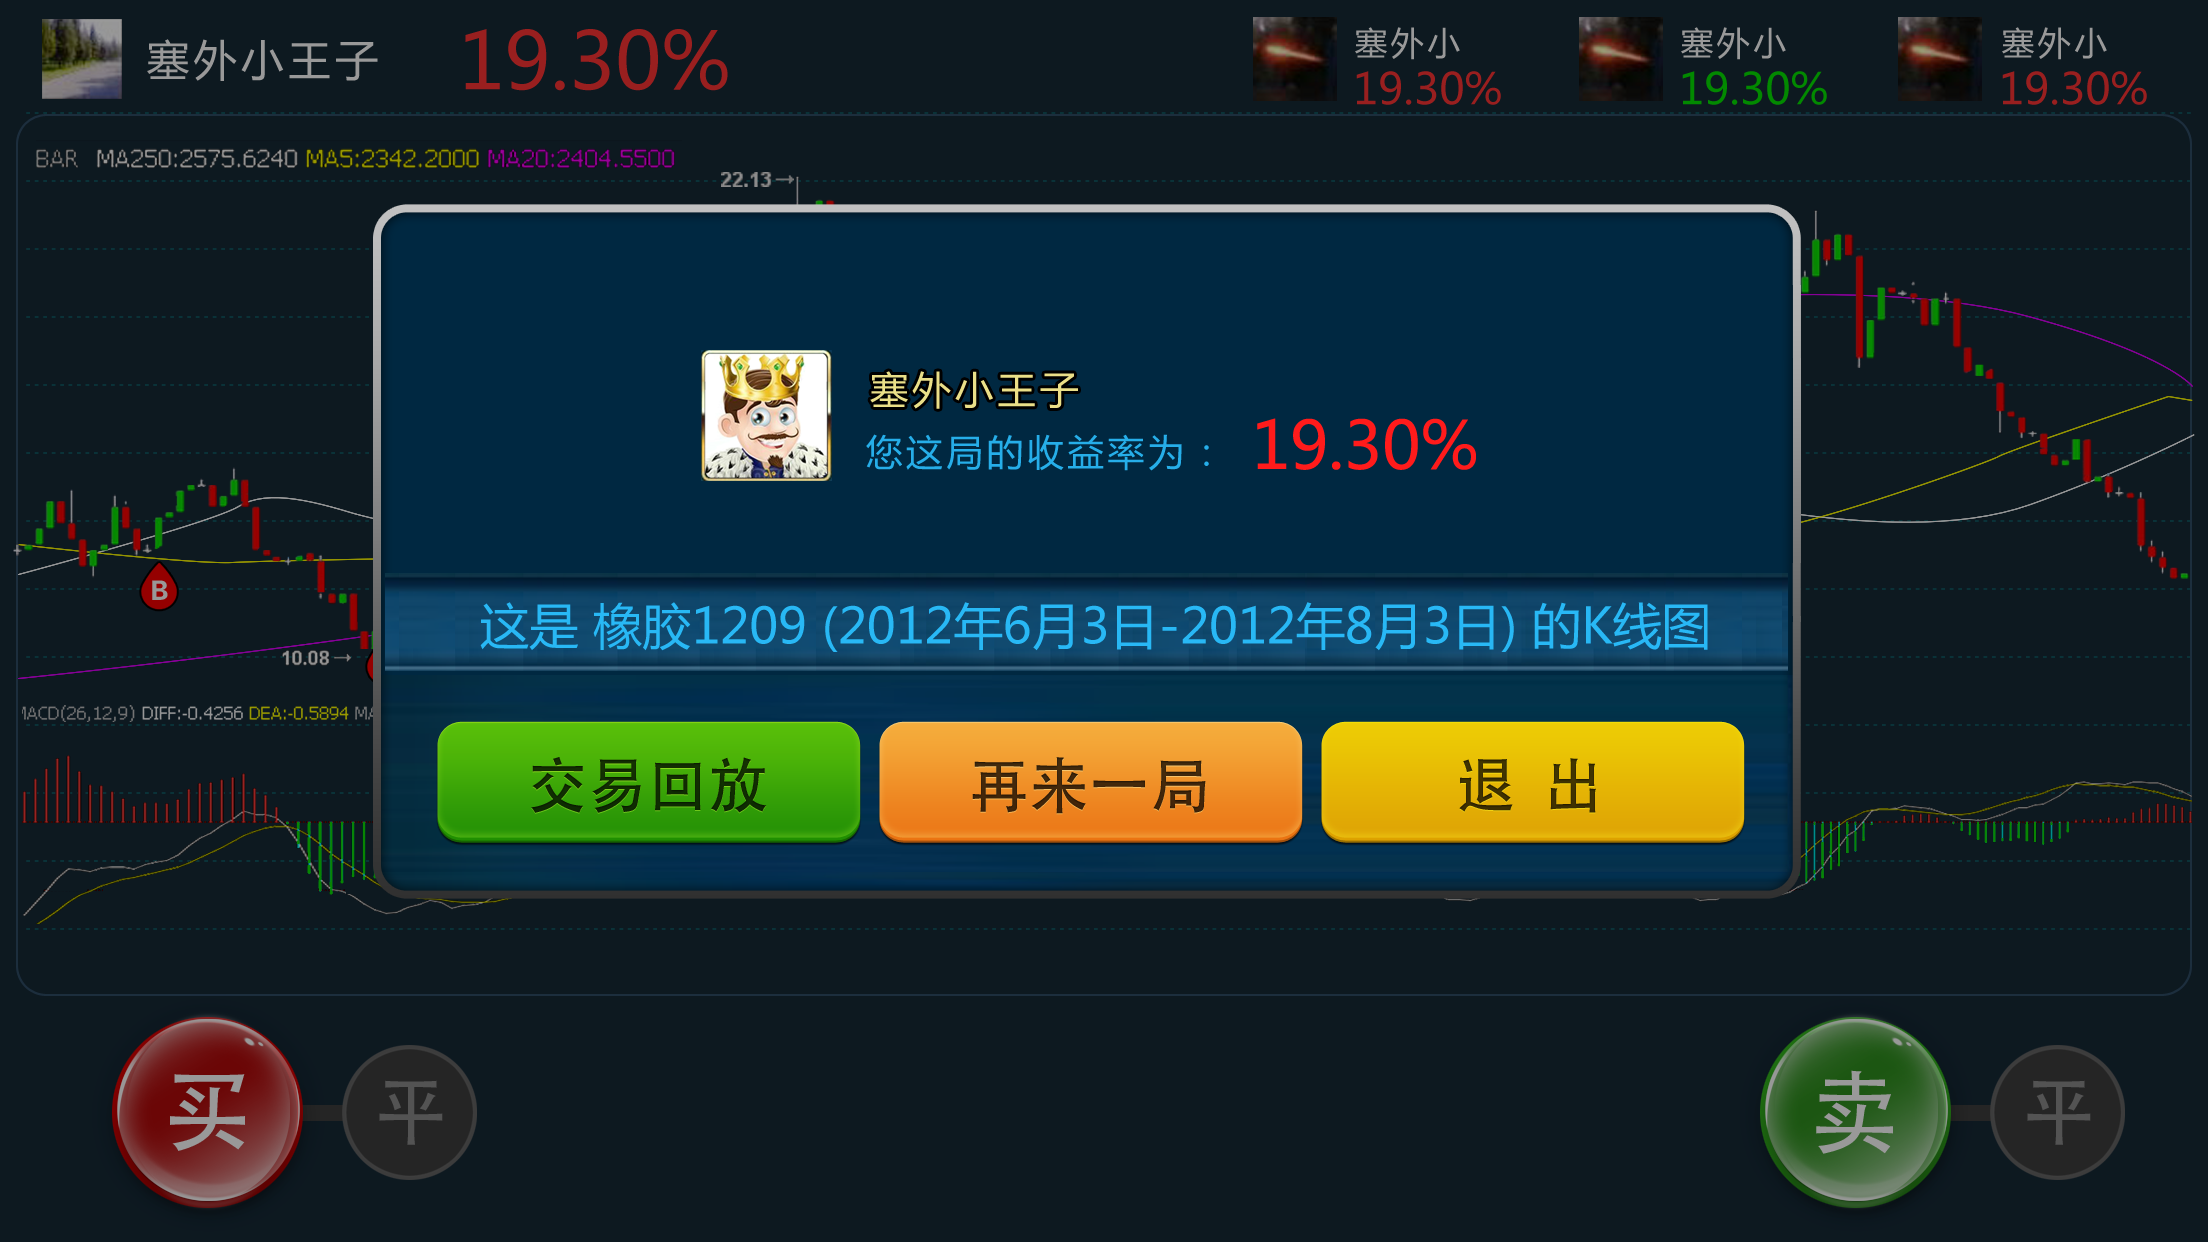 塞外小王子 19.30%
塞外小
19.30%
塞外小
19.30%
塞外小
19.30%
BAR MA250:2575.6240 MA5:2342.2000 MA20:2404.5500
22.13
塞外小王子
您这局的收益率为： 19.30%
B
这是 橡胶1209 (2012年6月3日-2012年8月3日) 的K线图
10.08
MACD(26,12,9) DIFF:-0.4256 DEA:-0.5894
交易回放 再来一局 退 出
买 平 卖 平